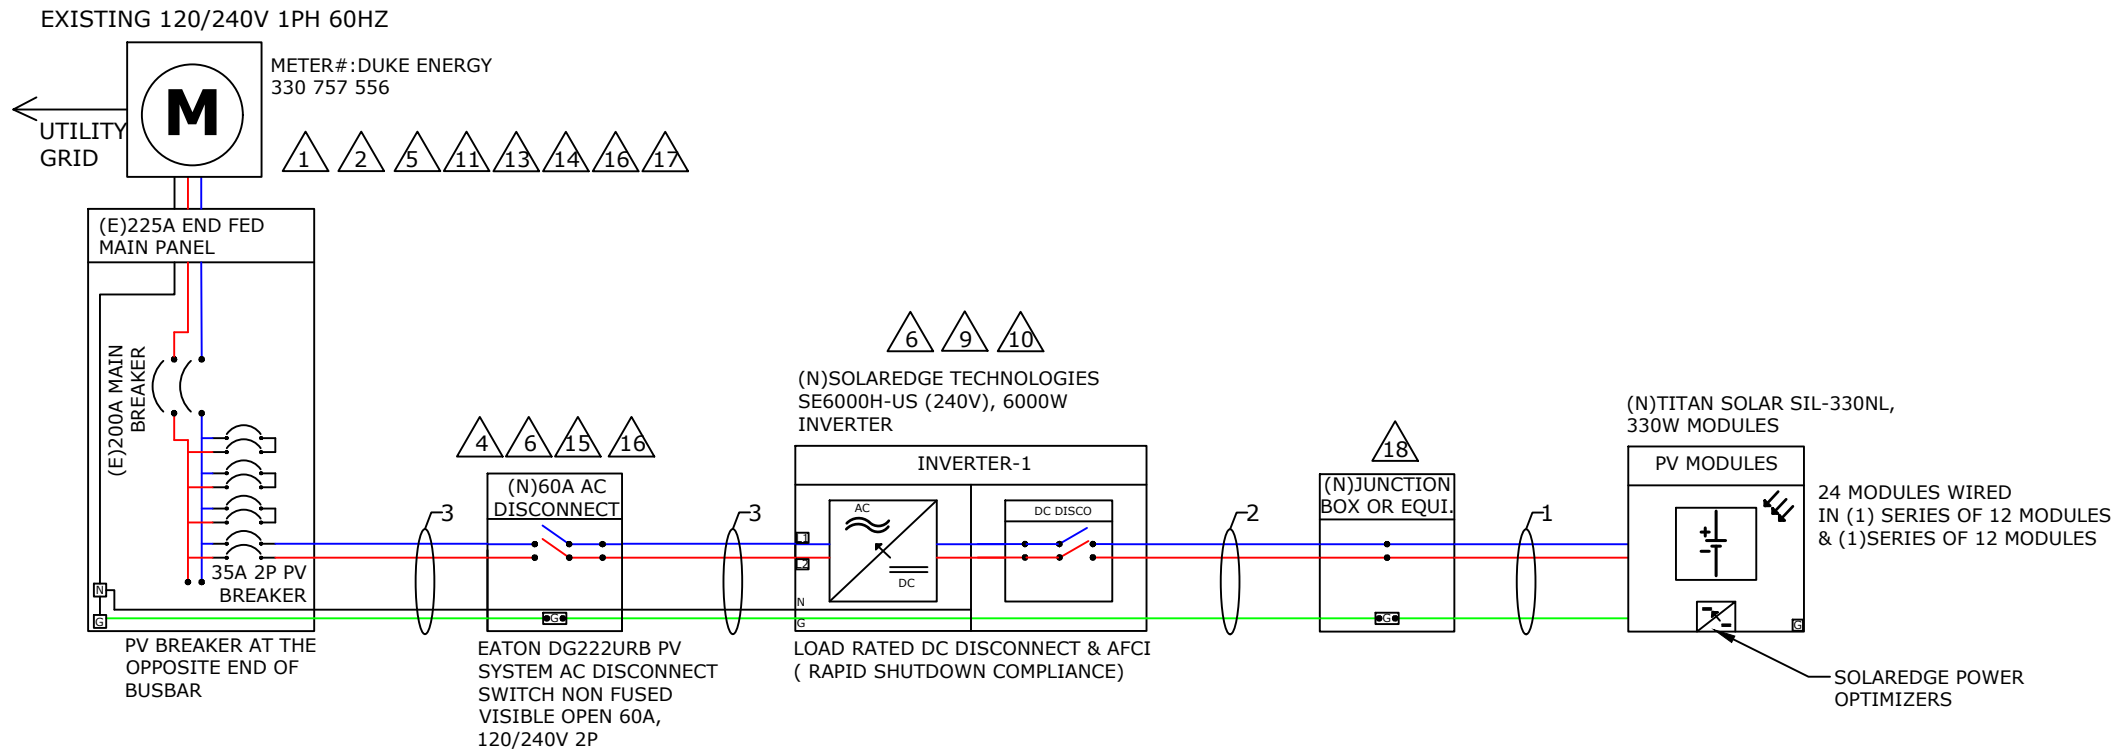 EXISTING 120/240V 1PH 60HZ
METER#:DUKE ENERGY
330 757 556
M
UTILITY
GRID
1 2 5 11 13 14 16 17
(E)225A END FED
MAIN PANEL
(E)200A MAIN
BREAKER
35A 2P PV
BREAKER
N
G
PV BREAKER AT THE
OPPOSITE END OF
BUSBAR
3
4 6 15 16
(N)60A AC
DISCONNECT
G
EATON DG222URB PV
SYSTEM AC DISCONNECT
SWITCH NON FUSED
VISIBLE OPEN 60A,
120/240V 2P
3
6 9 10
(N)SOLAREDGE TECHNOLOGIES
SE6000H-US (240V), 6000W
INVERTER
INVERTER-1
AC
DC
DC DISCO
L1
L2
N
G
LOAD RATED DC DISCONNECT & AFCI
( RAPID SHUTDOWN COMPLIANCE)
2
18
(N)JUNCTION
BOX OR EQUI.
G
1
(N)TITAN SOLAR SIL-330NL,
330W MODULES
PV MODULES
G
24 MODULES WIRED
IN (1) SERIES OF 12 MODULES
& (1)SERIES OF 12 MODULES
SOLAREDGE POWER
OPTIMIZERS